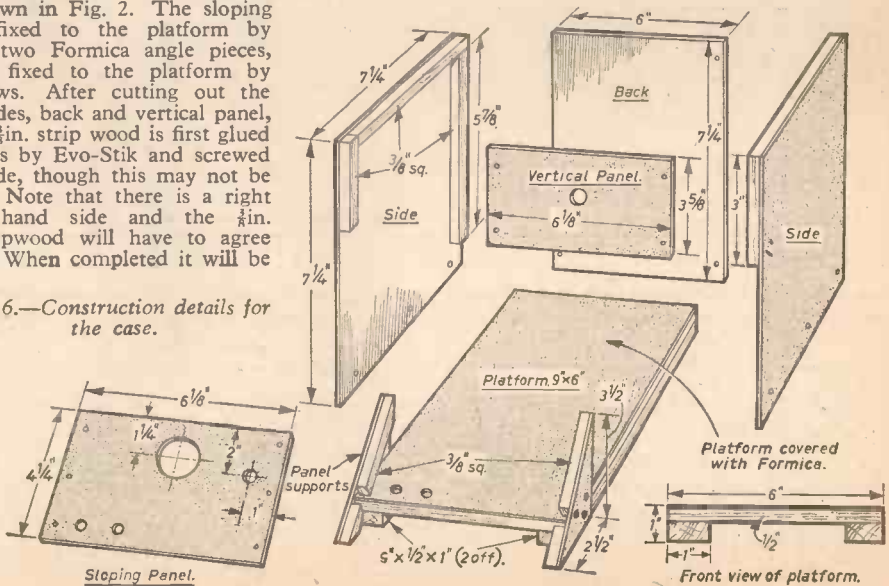 wn in Fig. 2. The sloping
fixed to the platform by
two Formica angle pieces,
fixed to the platform by
ws. After cutting out the
des, back and vertical panel,
in. strip wood is first glued
s by Evo-Stik and screwed
de, though this may not be
Note that there is a right
hand side and the ⅜in.
pwood will have to agree
When completed it will be
6.—Construction details for
the case.
7¼"
5⅞"
⅜" sq.
Side
7¼"
6"
Back
7¼"
Vertical Panel.
6⅛"
3⅝"
3"
Side
6⅛"
1¼"
2"
4¼"
1"
Sloping Panel.
Platform. 9"x6"
3½"
Panel
supports
⅜" sq.
2½"
9"x½"x1" (2 off).
Platform covered
with Formica.
6"
1"
1"
½"
Front view of platform.